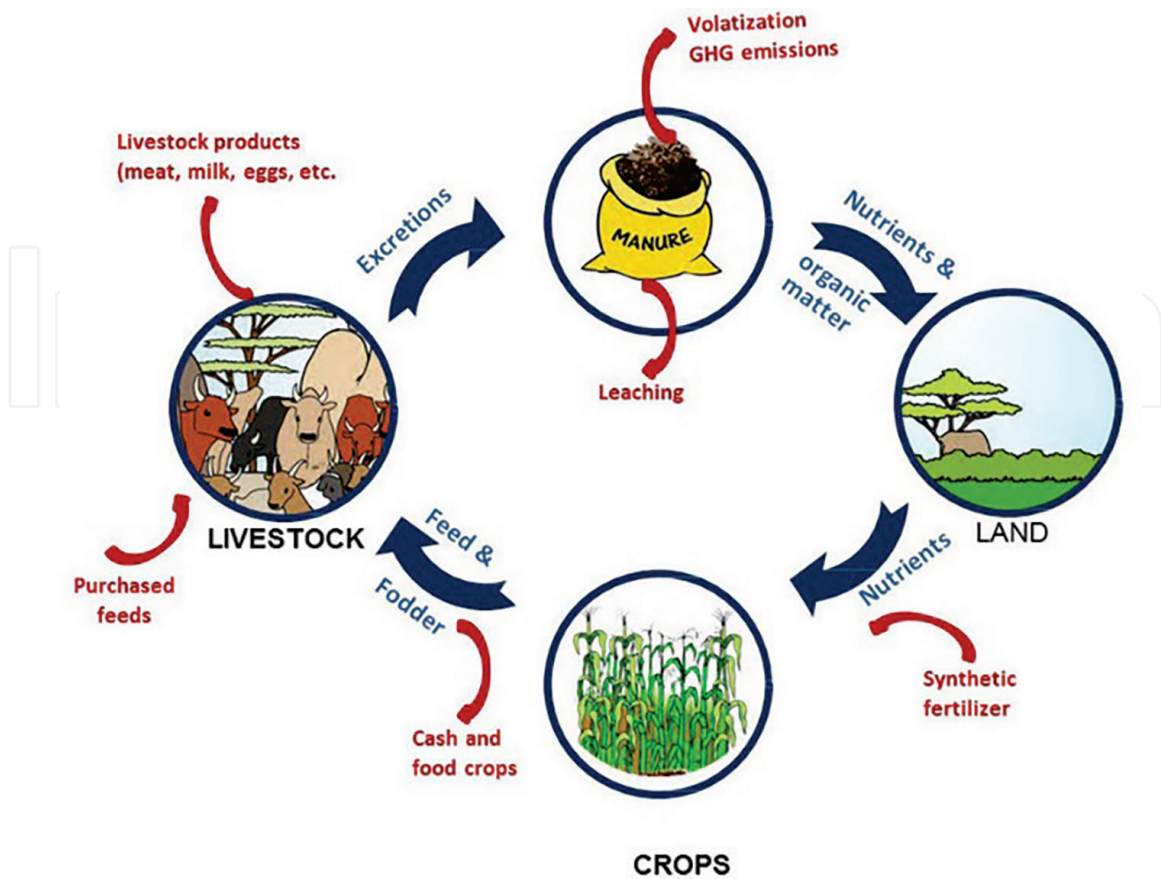 Volatization
GHG emissions
Livestock products
(meat, milk, eggs, etc.
Excretions
MANURE
Nutrients &
organic
matter
Leaching
LIVESTOCK
LAND
Purchased
feeds
Feed &
Fodder
Nutrients
Synthetic
fertilizer
Cash and
food crops
CROPS